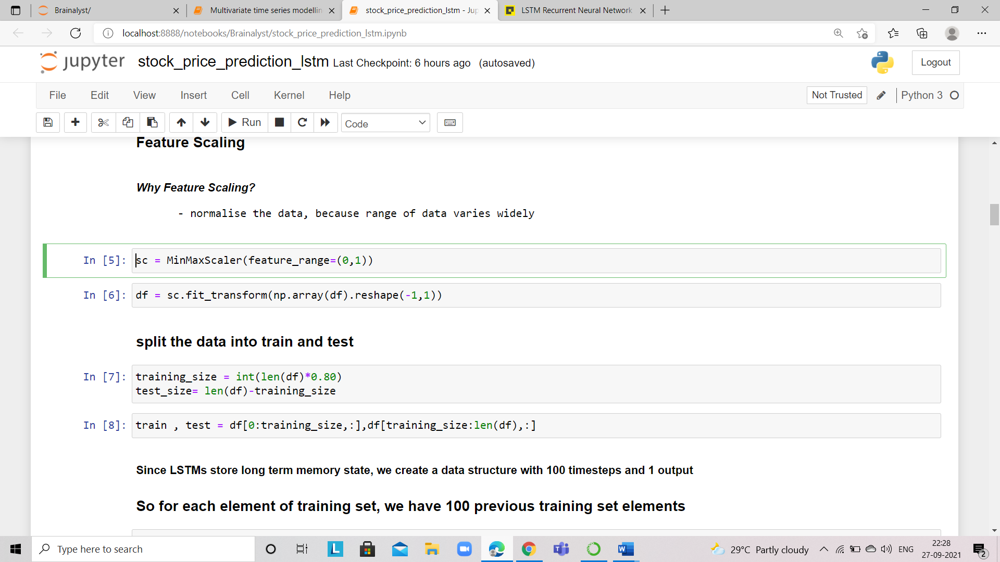 Brainalyst/
Multivariate time series modellin
stock_price_prediction_lstm - Jup
LSTM Recurrent Neural Network
localhost:8888/notebooks/Brainalyst/stock_price_prediction_lstm.ipynb
jupyter stock_price_prediction_lstm Last Checkpoint: 6 hours ago (autosaved)
Logout
File Edit View Insert Cell Kernel Help
Not Trusted
Python 3
Run
Code
Feature Scaling
Why Feature Scaling?
- normalise the data, because range of data varies widely
In [5]: sc = MinMaxScaler(feature_range=(0,1))
In [6]: df = sc.fit_transform(np.array(df).reshape(-1,1))
split the data into train and test
In [7]: training_size = int(len(df)*0.80)
test_size= len(df)-training_size
In [8]: train , test = df[0:training_size,:],df[training_size:len(df),:]
Since LSTMs store long term memory state, we create a data structure with 100 timesteps and 1 output
So for each element of training set, we have 100 previous training set elements
Type here to search
L
W
29°C Partly cloudy
ENG
22:28
27-09-2021
2